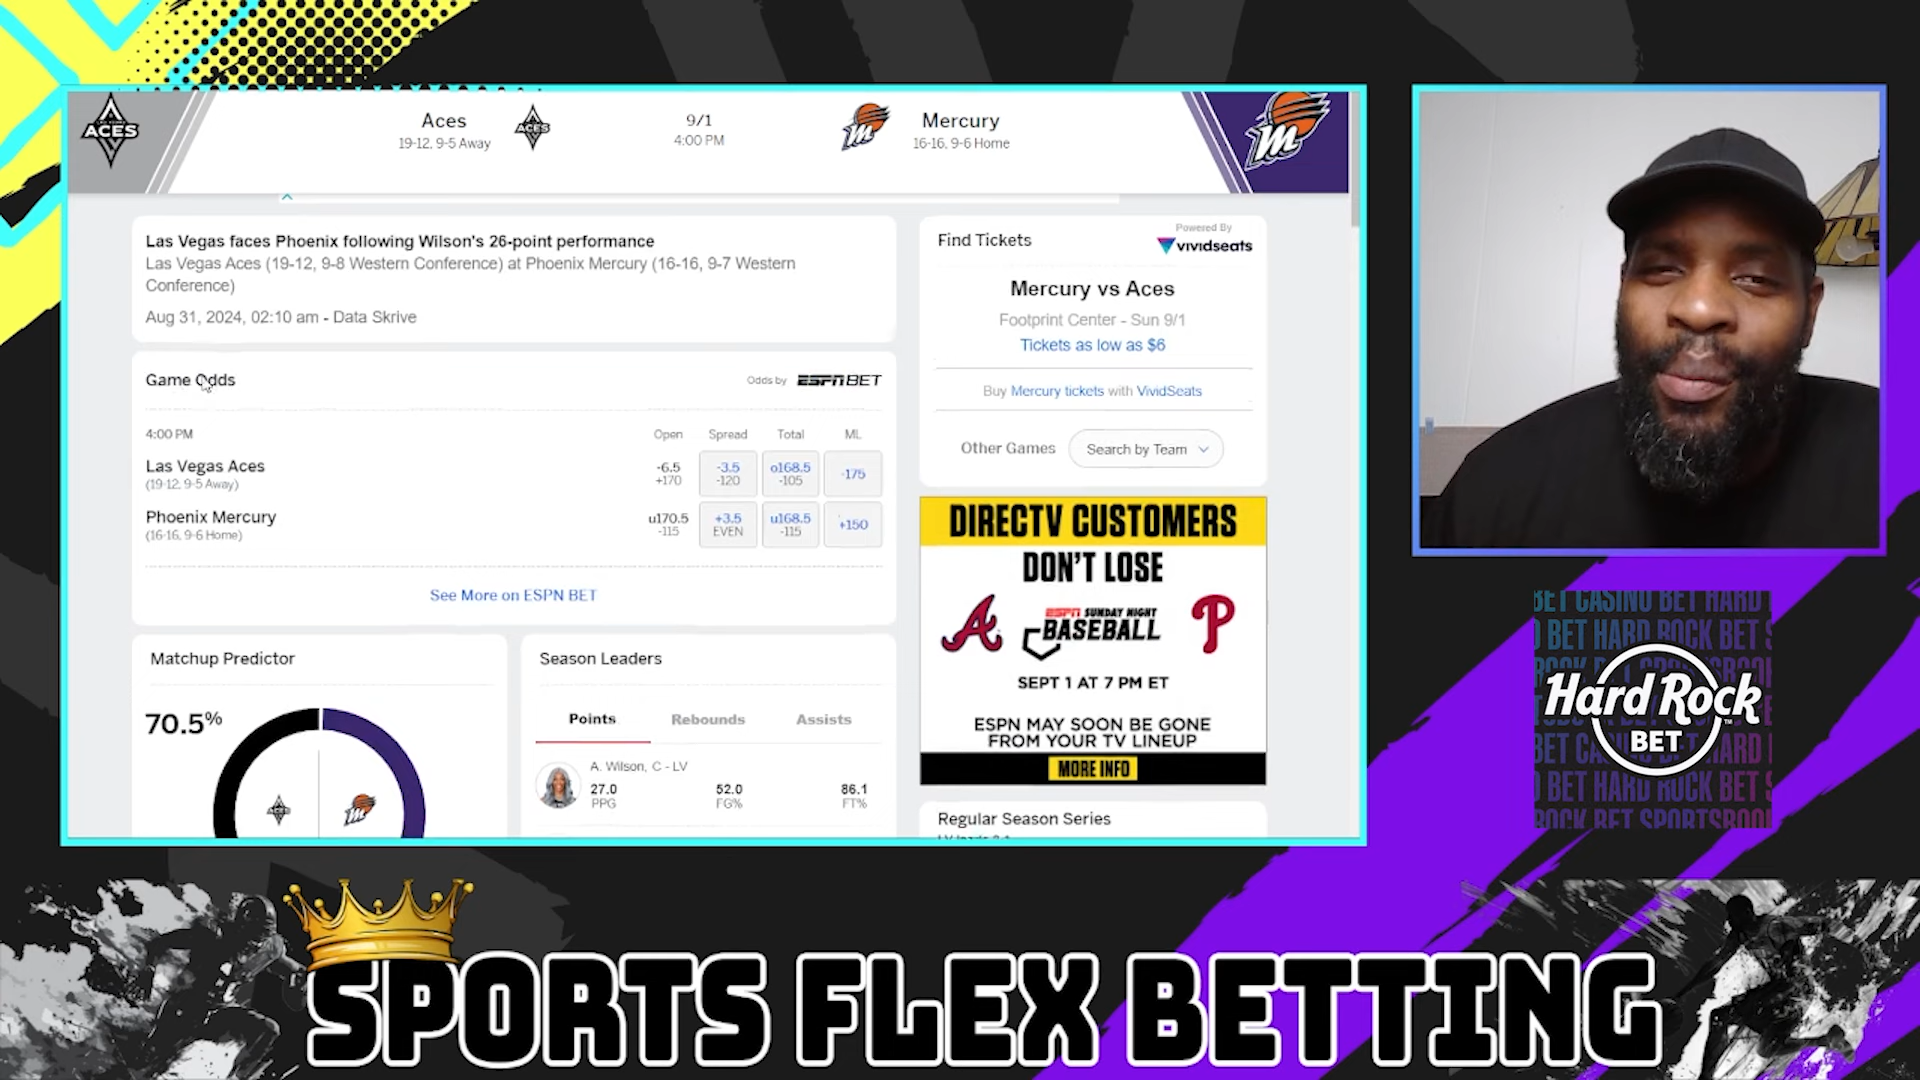 ACES
Aces
19-12, 9-5 Away
ACES
9/1
4:00 PM
Mercury
16-16, 9-6 Home
Las Vegas faces Phoenix following Wilson's 26-point performance
Las Vegas Aces (19-12, 9-8 Western Conference) at Phoenix Mercury (16-16, 9-7 Western
Conference)
Aug 31, 2024, 02:10 am - Data Skrive
Game Odds
Odds by ESPN BET
4:00 PM Open Spread Total ML
Las Vegas Aces -6.5 -3.5 o168.5 -175
(19-12, 9-5 Away) +170 -120 -105
Phoenix Mercury u170.5 +3.5 u168.5 +150
(16-16, 9-6 Home) -115 EVEN -115
See More on ESPN BET
Matchup Predictor
70.5%
ACES
Season Leaders
Points Rebounds Assists
A. Wilson, C - LV
27.0 52.0 86.1
PPG FG% FT%
Find Tickets
Powered By
vividseats
Mercury vs Aces
Footprint Center - Sun 9/1
Tickets as low as $6
Buy Mercury tickets with VividSeats
Other Games Search by Team
DIRECTV CUSTOMERS
DON'T LOSE
A
ESPN SUNDAY NIGHT
BASEBALL
P
SEPT 1 AT 7 PM ET
ESPN MAY SOON BE GONE
FROM YOUR TV LINEUP
MORE INFO
Regular Season Series
Hard Rock
BET
SPORTS FLEX BETTING